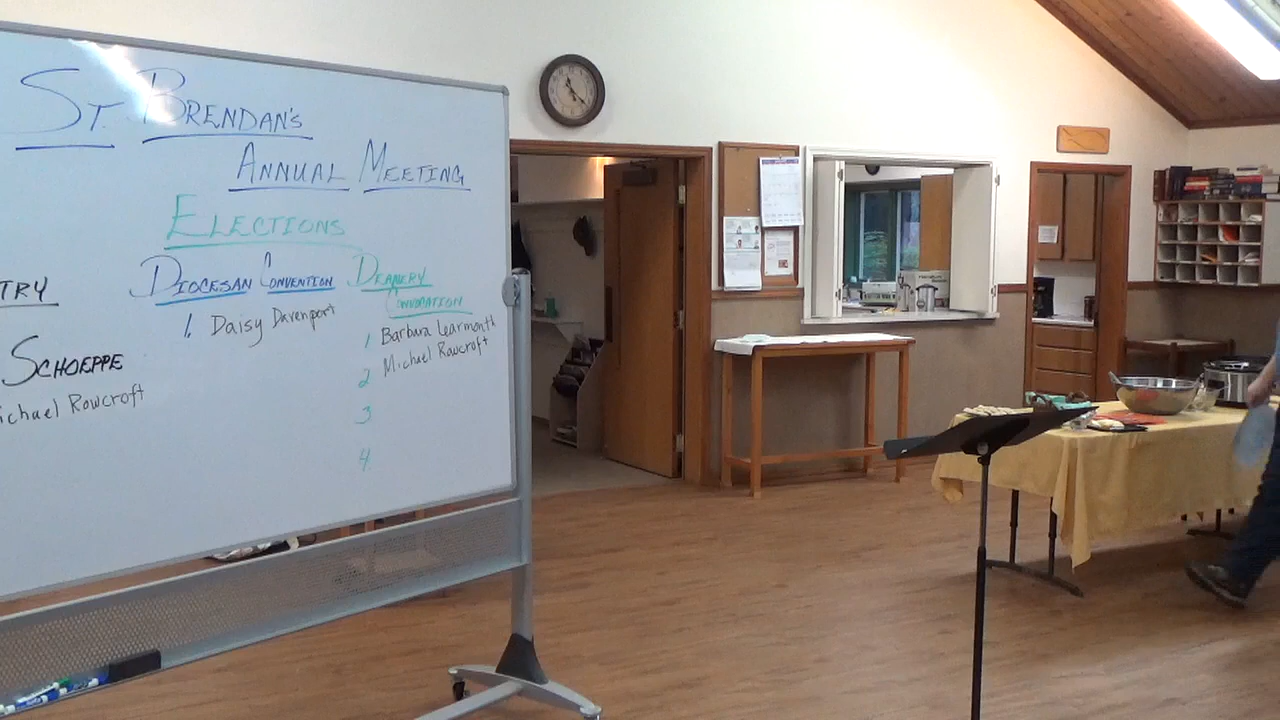 ST. BRENDAN'S
ANNUAL MEETING
ELECTIONS
TRY
SCHOEPPE
ichael Rowcroft
DIOCESAN CONVENTION
1. Daisy Davenport
DEANERY
CONVOCATION
1 Barbara Learmonth
2 Michael Rowcroft
3
4